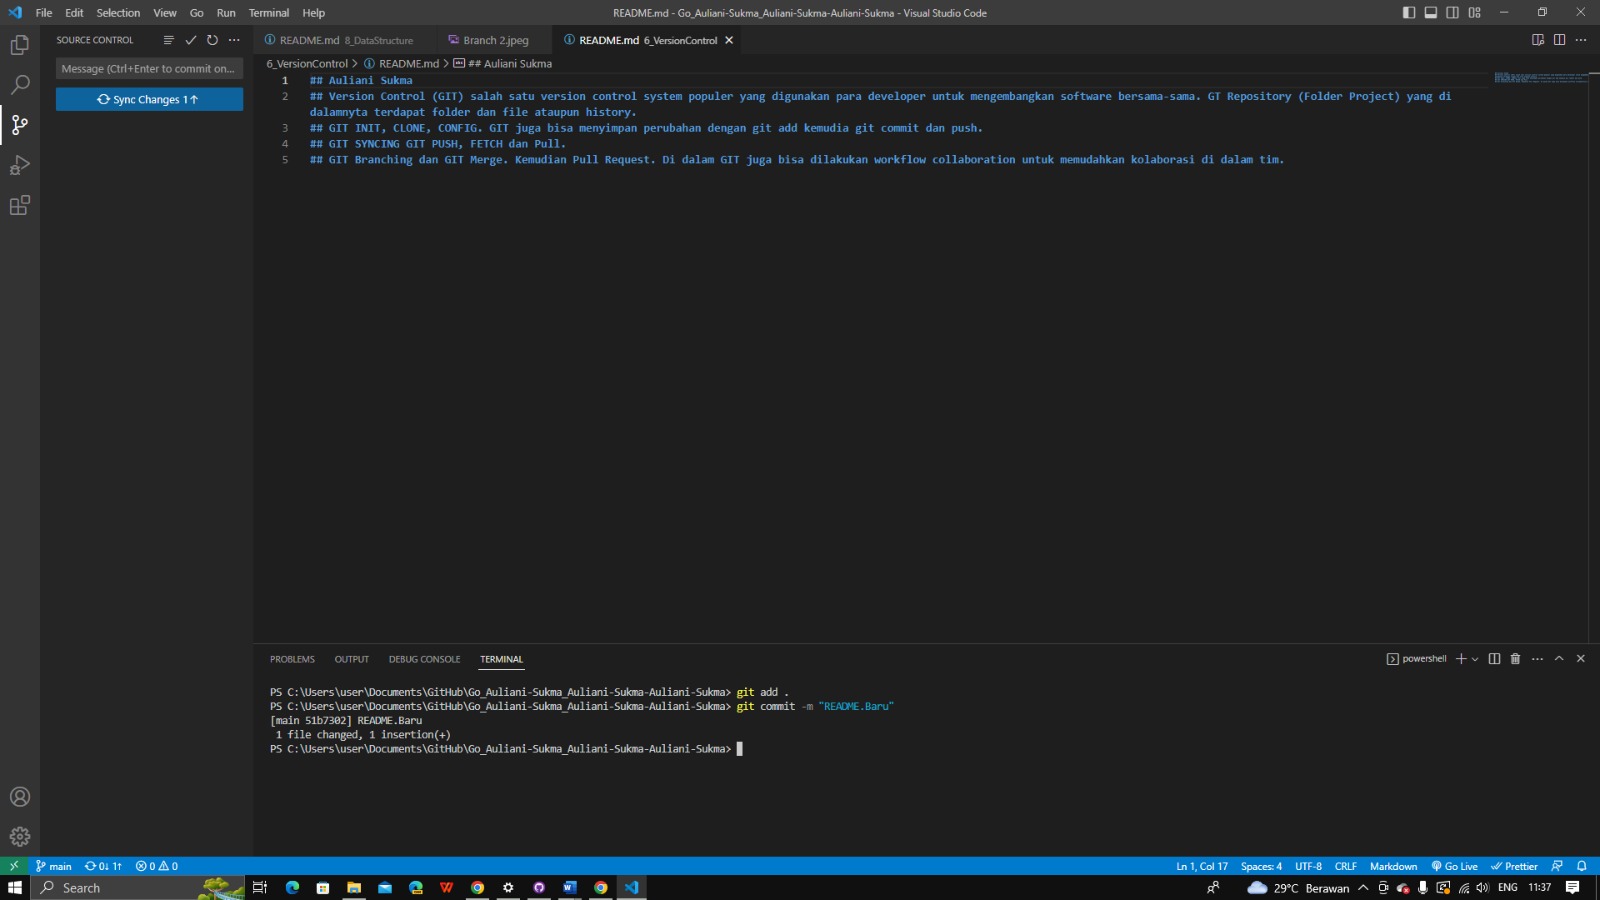 File Edit Selection View Go Run Terminal Help README.md - Go_Auliani-Sukma_Auliani-Sukma-Auliani-Sukma - Visual Studio Code
SOURCE CONTROL
README.md 8_DataStructure Branch 2.jpeg README.md 6_VersionControl
Message (Ctrl+Enter to commit on...
6_VersionControl > README.md > ## Auliani Sukma
Sync Changes 1↑
1 ## Auliani Sukma
2 ## Version Control (GIT) salah satu version control system populer yang digunakan para developer untuk mengembangkan software bersama-sama. GT Repository (Folder Project) yang di
dalamnyta terdapat folder dan file ataupun history.
3 ## GIT INIT, CLONE, CONFIG. GIT juga bisa menyimpan perubahan dengan git add kemudia git commit dan push.
4 ## GIT SYNCING GIT PUSH, FETCH dan Pull.
5 ## GIT Branching dan GIT Merge. Kemudian Pull Request. Di dalam GIT juga bisa dilakukan workflow collaboration untuk memudahkan kolaborasi di dalam tim.
PROBLEMS OUTPUT DEBUG CONSOLE TERMINAL powershell
PS C:\Users\user\Documents\GitHub\Go_Auliani-Sukma_Auliani-Sukma-Auliani-Sukma> git add .
PS C:\Users\user\Documents\GitHub\Go_Auliani-Sukma_Auliani-Sukma-Auliani-Sukma> git commit -m "README.Baru"
[main 51b7302] README.Baru
1 file changed, 1 insertion(+)
PS C:\Users\user\Documents\GitHub\Go_Auliani-Sukma_Auliani-Sukma-Auliani-Sukma>
main 0↓ 1↑ 0 0 Ln 1, Col 17 Spaces: 4 UTF-8 CRLF Markdown Go Live Prettier
Search 29°C Berawan ENG 11:37